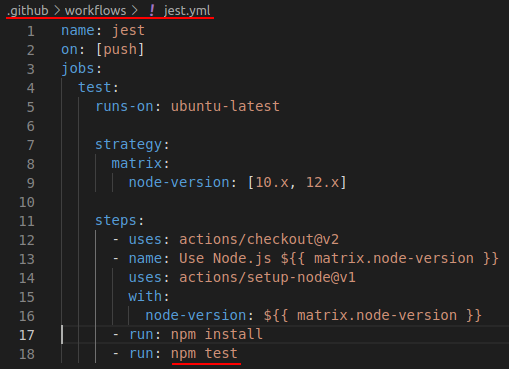 .github > workflows > ! jest.yml
1 name: jest
2 on: [push]
3 jobs:
4   test:
5     runs-on: ubuntu-latest
6
7     strategy:
8       matrix:
9         node-version: [10.x, 12.x]
10
11     steps:
12       - uses: actions/checkout@v2
13       - name: Use Node.js ${{ matrix.node-version }}
14         uses: actions/setup-node@v1
15         with:
16           node-version: ${{ matrix.node-version }}
17       - run: npm install
18       - run: npm test